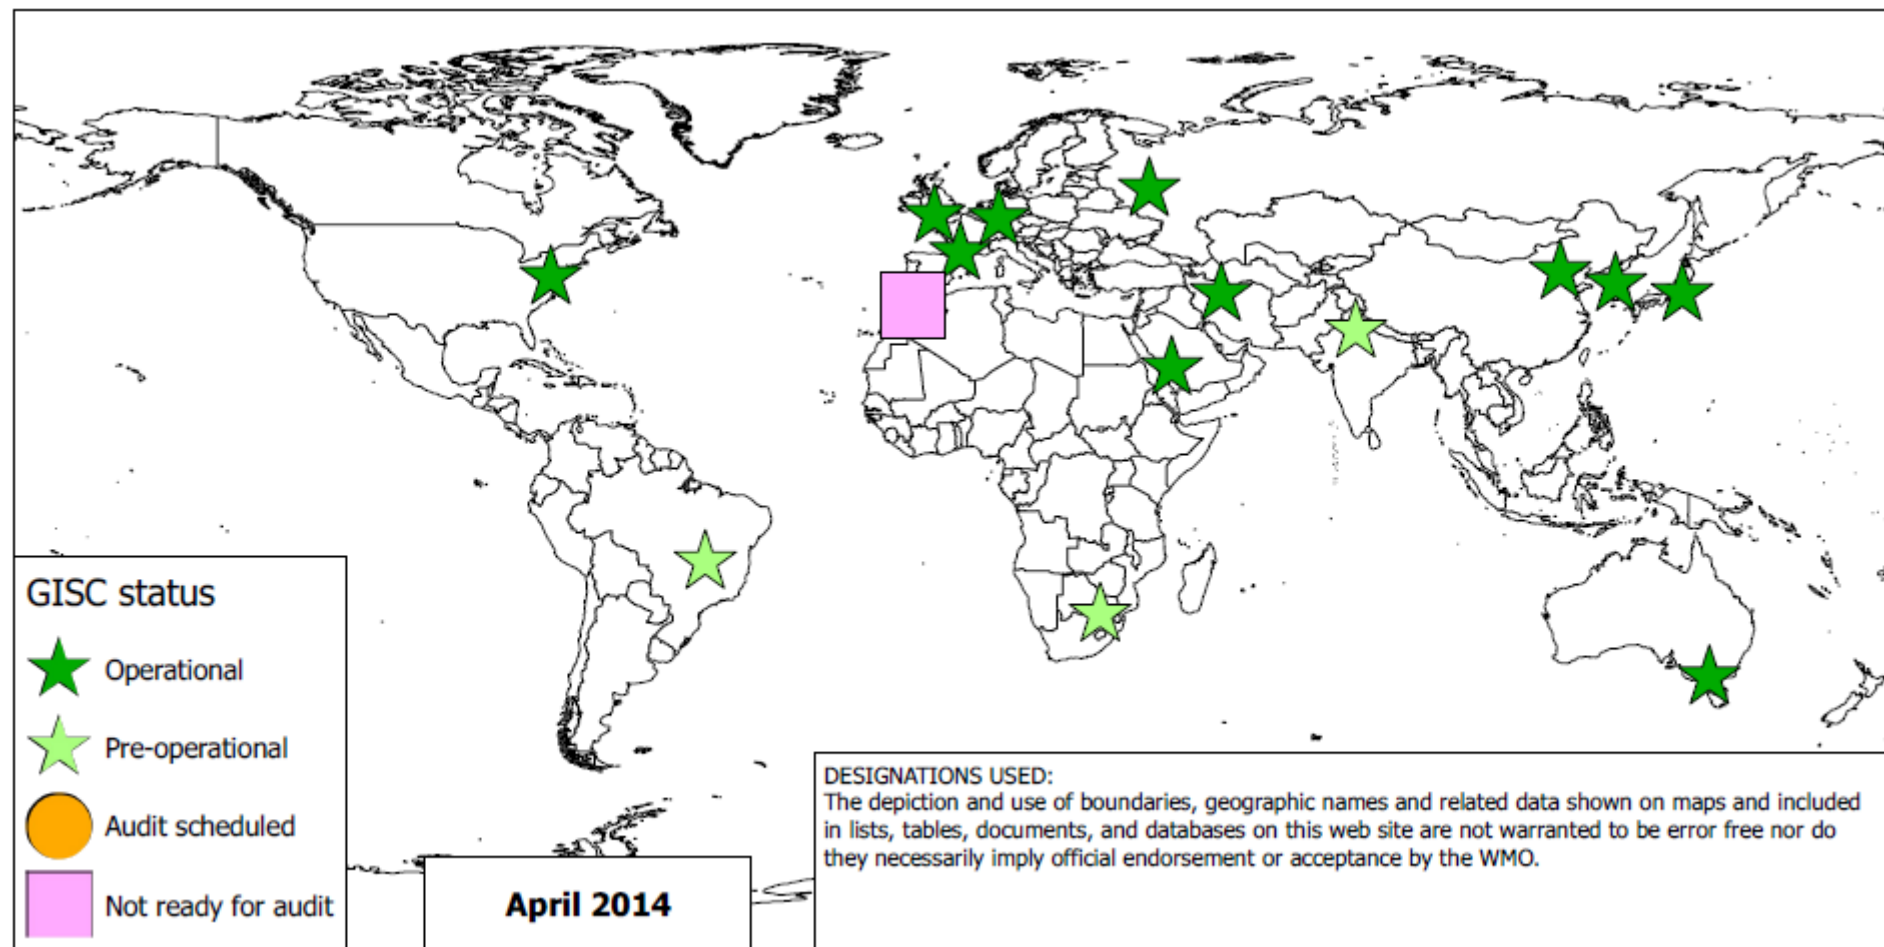 GISC status
Operational
Pre-operational
Audit scheduled
Not ready for audit
April 2014
DESIGNATIONS USED:
The depiction and use of boundaries, geographic names and related data shown on maps and included
in lists, tables, documents, and databases on this web site are not warranted to be error free nor do
they necessarily imply official endorsement or acceptance by the WMO.